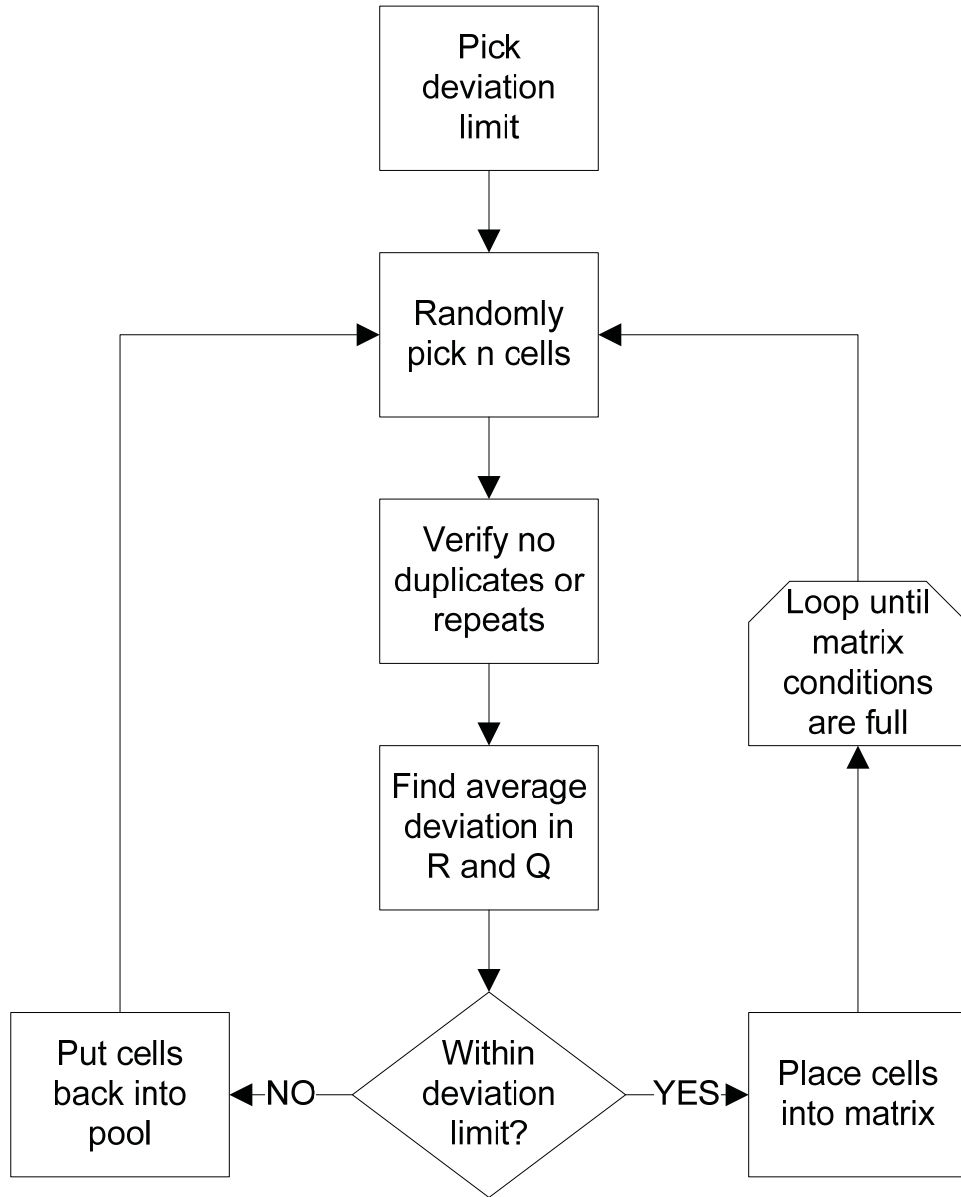 Pick
deviation
limit
Randomly
pick n cells
Verify no
duplicates or
repeats
Loop until
matrix
conditions
are full
Find average
deviation in
R and Q
Put cells
back into
pool
NO
Within
deviation
limit?
YES
Place cells
into matrix